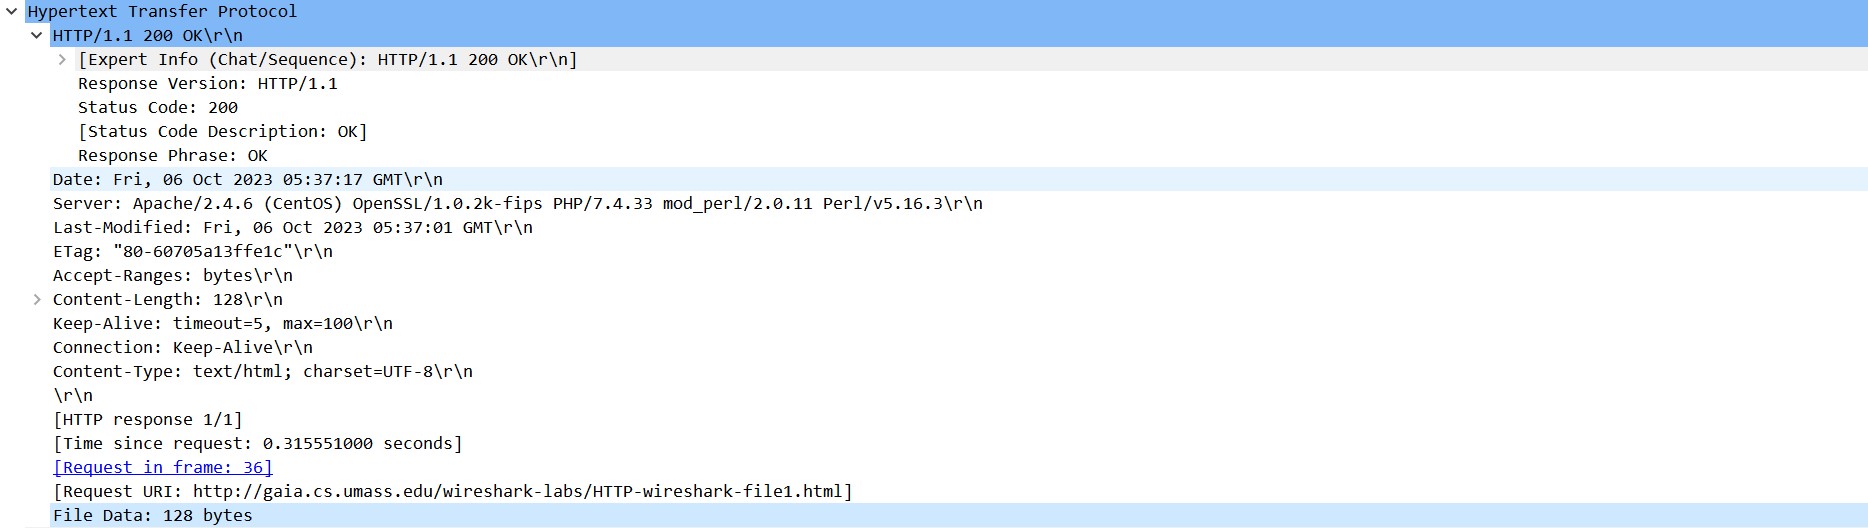 Hypertext Transfer Protocol
HTTP/1.1 200 OK\r\n
[Expert Info (Chat/Sequence): HTTP/1.1 200 OK\r\n]
Response Version: HTTP/1.1
Status Code: 200
[Status Code Description: OK]
Response Phrase: OK
Date: Fri, 06 Oct 2023 05:37:17 GMT\r\n
Server: Apache/2.4.6 (CentOS) OpenSSL/1.0.2k-fips PHP/7.4.33 mod_perl/2.0.11 Perl/v5.16.3\r\n
Last-Modified: Fri, 06 Oct 2023 05:37:01 GMT\r\n
ETag: "80-60705a13ffe1c"\r\n
Accept-Ranges: bytes\r\n
Content-Length: 128\r\n
Keep-Alive: timeout=5, max=100\r\n
Connection: Keep-Alive\r\n
Content-Type: text/html; charset=UTF-8\r\n
\r\n
[HTTP response 1/1]
[Time since request: 0.315551000 seconds]
[Request in frame: 36]
[Request URI: http://gaia.cs.umass.edu/wireshark-labs/HTTP-wireshark-file1.html]
File Data: 128 bytes